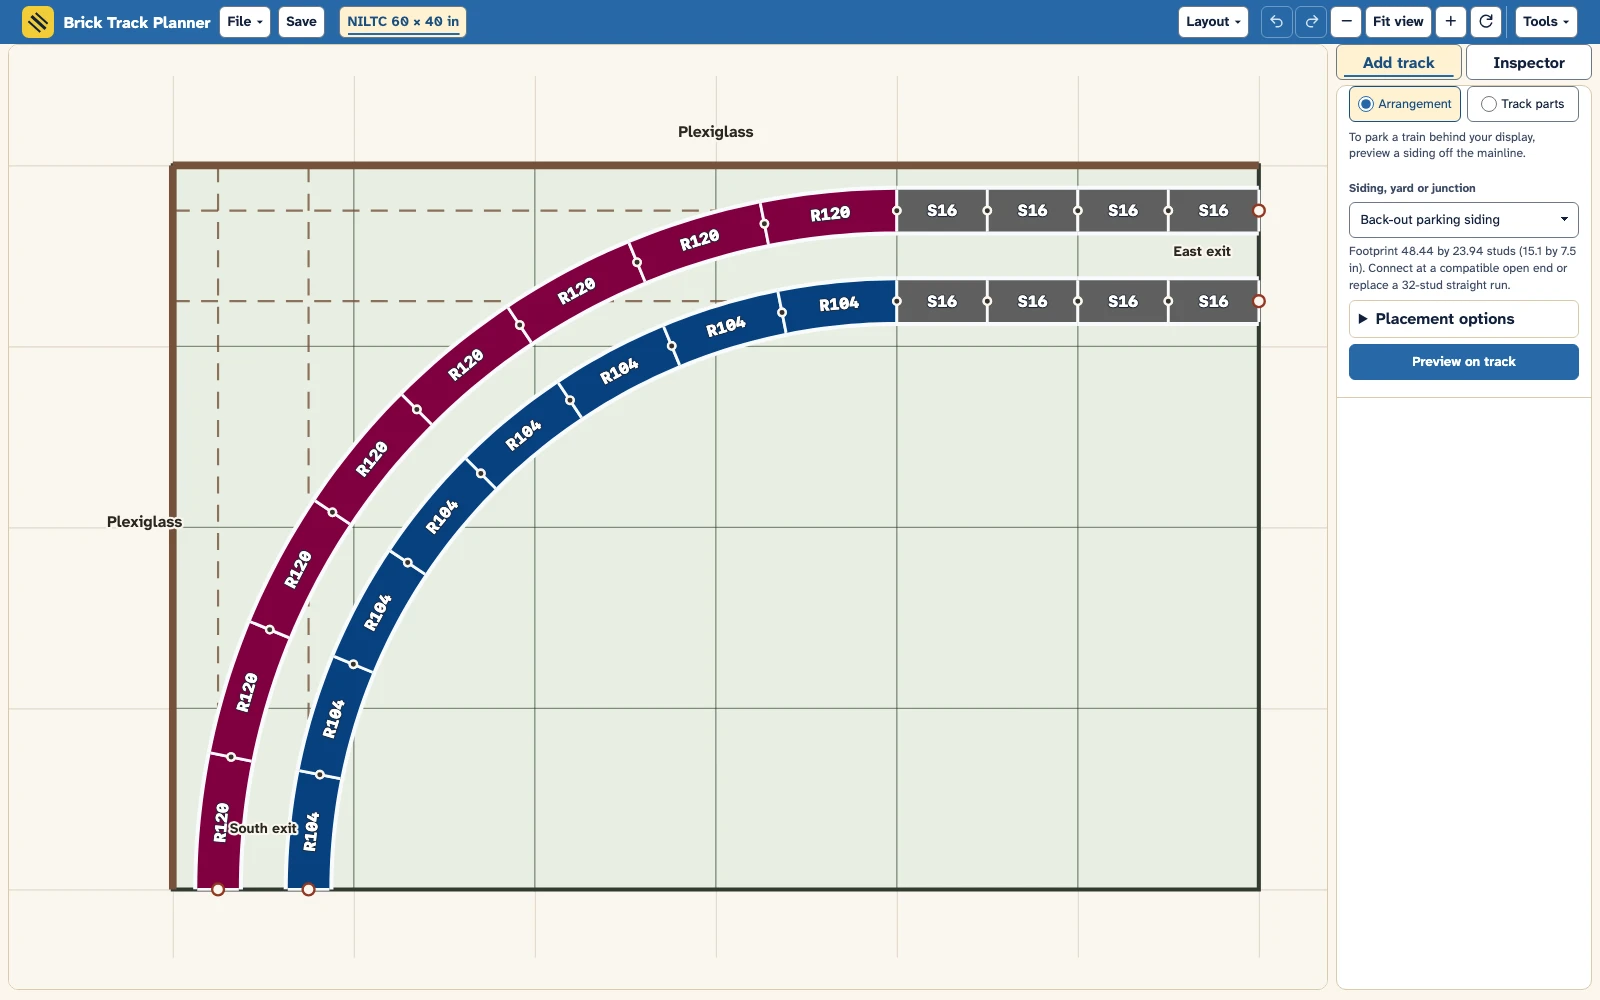 Brick Track Planner
File
Save
NILTC 60 × 40 in
Layout
Fit view
Tools
Add track
Inspector
Arrangement
Track parts
To park a train behind your display,
preview a siding off the mainline.
Siding, yard or junction
Back-out parking siding
Footprint 48.44 by 23.94 studs (15.1 by 7.5
in). Connect at a compatible open end or
replace a 32-stud straight run.
Placement options
Preview on track
Plexiglass
Plexiglass
R120
R120
R120
R120
R120
R120
R120
R120
S16
S16
S16
S16
East exit
R104
R104
R104
R104
R104
R104
R104
R104
S16
S16
S16
S16
South exit